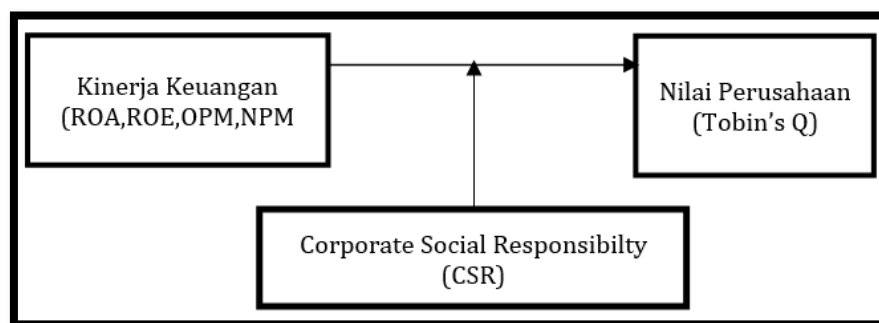 Kinerja Keuangan
(ROA,ROE,OPM,NPM
Nilai Perusahaan
(Tobin's Q)
Corporate Social Responsibilty
(CSR)